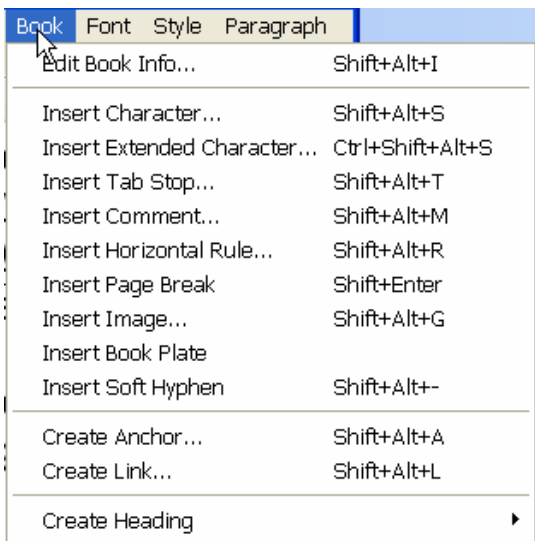 Book Font Style Paragraph
Edit Book Info... Shift+Alt+I
Insert Character... Shift+Alt+S
Insert Extended Character... Ctrl+Shift+Alt+S
Insert Tab Stop... Shift+Alt+T
Insert Comment... Shift+Alt+M
Insert Horizontal Rule... Shift+Alt+R
Insert Page Break Shift+Enter
Insert Image... Shift+Alt+G
Insert Book Plate
Insert Soft Hyphen Shift+Alt+-
Create Anchor... Shift+Alt+A
Create Link... Shift+Alt+L
Create Heading